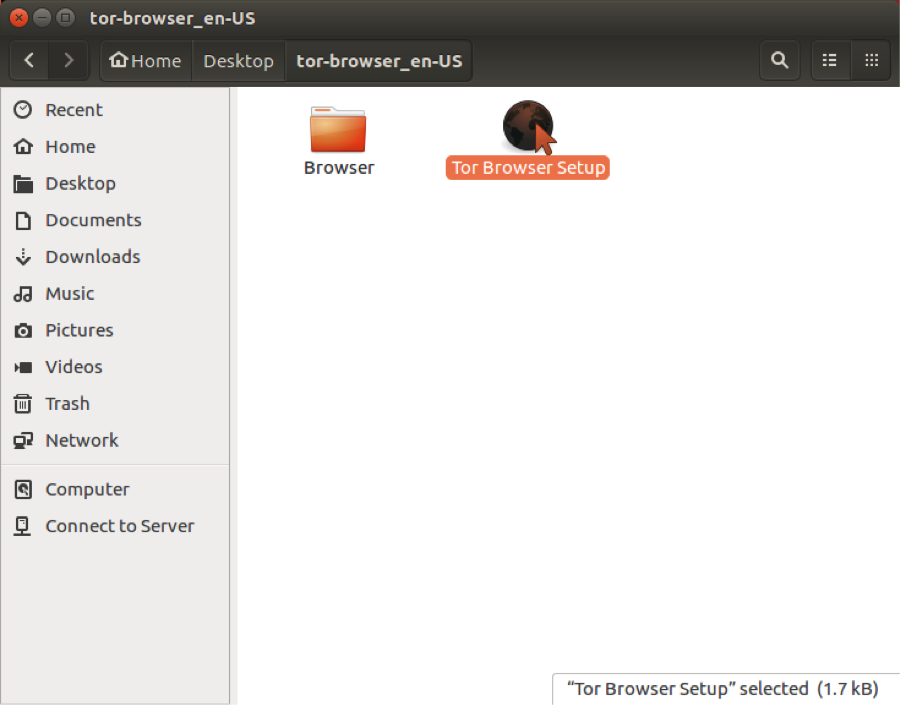 tor-browser_en-US
Home Desktop tor-browser_en-US
Recent
Home
Desktop
Documents
Downloads
Music
Pictures
Videos
Trash
Network
Computer
Connect to Server
Browser
Tor Browser Setup
“Tor Browser Setup” selected (1.7 kB)